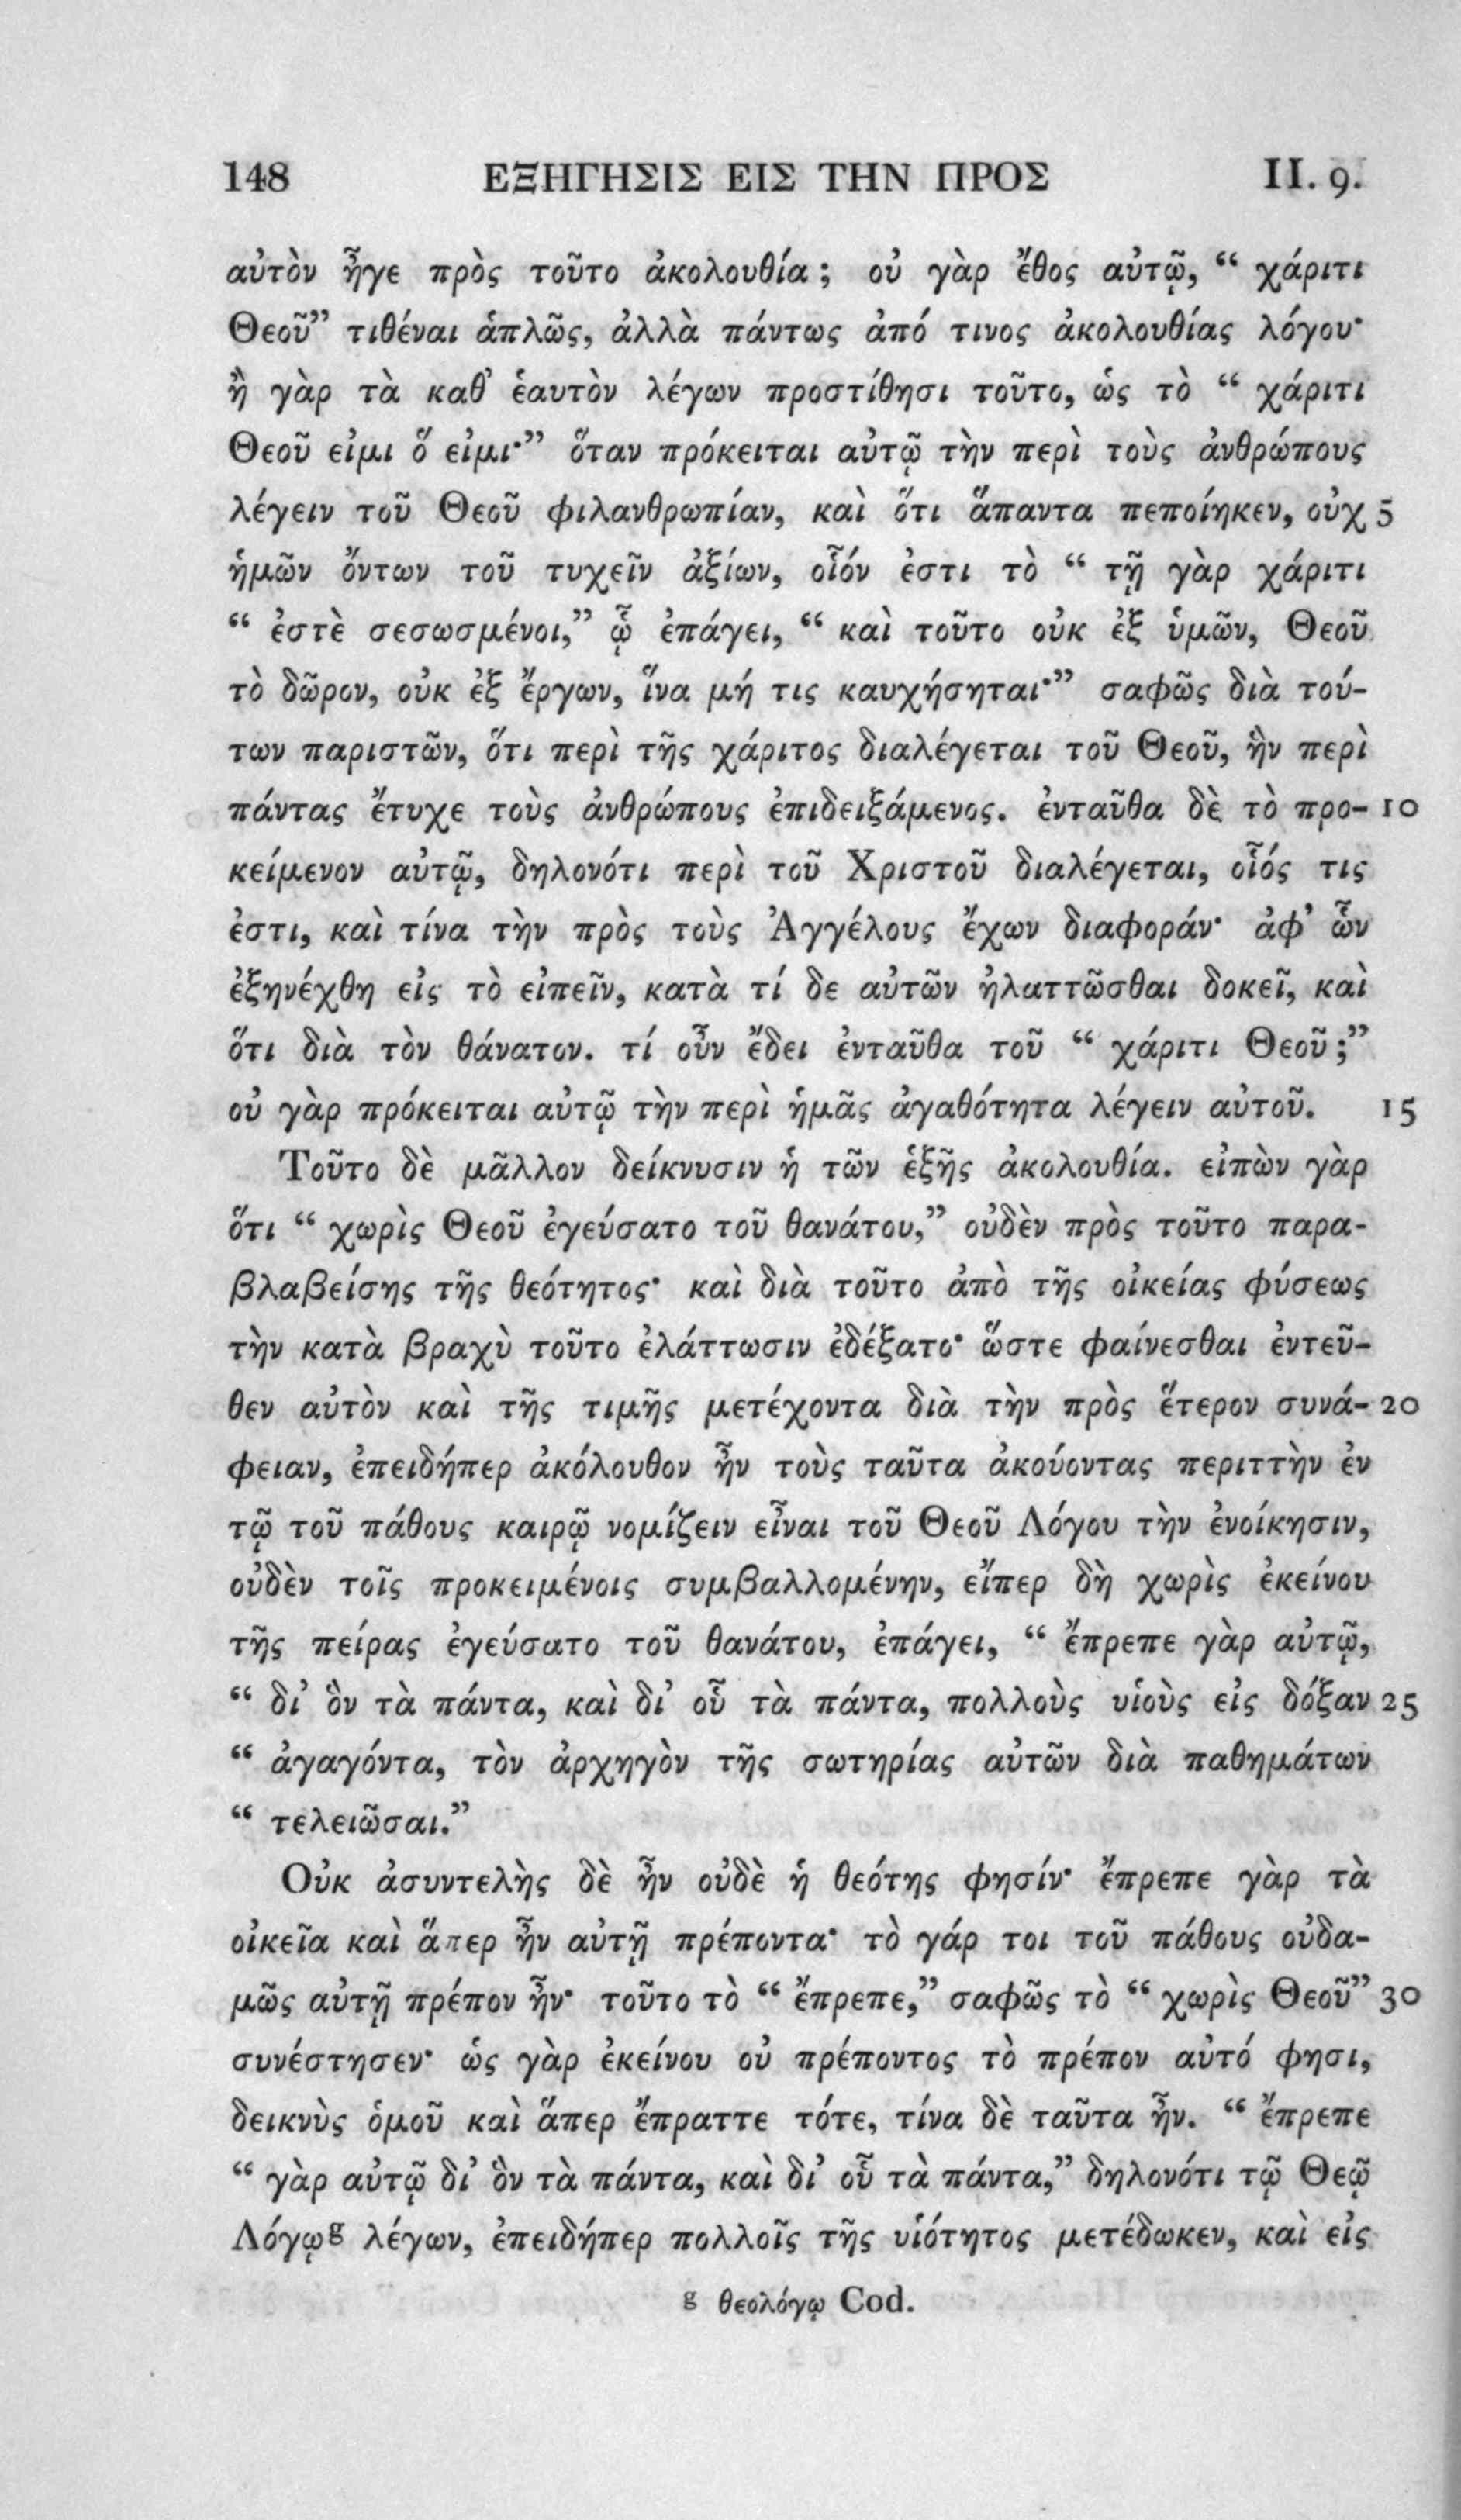 148 ΕΞΗΓΗΣΙΣ ΕΙΣ ΤΗΝ ΠΡΟΣ II. 9.
αὐτὸν ἦγε πρὸς τοῦτο ἀκολουθία ; οὐ γὰρ ἔθος αὐτῷ, “ χάριτι
Θεοῦ” τιθέναι ἁπλῶς, ἀλλὰ πάντως ἀπό τινος ἀκολουθίας λόγου·
ἢ γὰρ τὰ καθ᾽ ἑαυτὸν λέγων προστίθησι τοῦτο, ὡς τὸ “ χάριτι
Θεοῦ εἰμι ὅ εἰμι·” ὅταν πρόκειται αὐτῷ τὴν περὶ τοὺς ἀνθρώπους
λέγειν τοῦ Θεοῦ φιλανθρωπίαν, καὶ ὅτι ἅπαντα πεποίηκεν, οὐχ 5
ἡμῶν ὄντων τοῦ τυχεῖν ἀξίων, οἷόν ἐστι τὸ “ τῇ γὰρ χάριτι
“ ἐστὲ σεσωσμένοι,” ᾧ ἐπάγει, “ καὶ τοῦτο οὐκ ἐξ ὑμῶν, Θεοῦ
τὸ δῶρον, οὐκ ἐξ ἔργων, ἵνα μή τις καυχήσηται·” σαφῶς διὰ τού-
των παριστῶν, ὅτι περὶ τῆς χάριτος διαλέγεται τοῦ Θεοῦ, ἣν περὶ
πάντας ἔτυχε τοὺς ἀνθρώπους ἐπιδειξάμενος. ἐνταῦθα δὲ τὸ προ- 10
κείμενον αὐτῷ, δηλονότι περὶ τοῦ Χριστοῦ διαλέγεται, οἷός τις
ἐστι, καὶ τίνα τὴν πρὸς τοὺς Ἀγγέλους ἔχων διαφοράν· ἀφ᾽ ὧν
ἐξηνέχθη εἰς τὸ εἰπεῖν, κατὰ τί δε αὐτῶν ἠλαττῶσθαι δοκεῖ, καὶ
ὅτι διὰ τὸν θάνατον. τί οὖν ἔδει ἐνταῦθα τοῦ “ χάριτι Θεοῦ ;”
οὐ γὰρ πρόκειται αὐτῷ τὴν περὶ ἡμᾶς ἀγαθότητα λέγειν αὐτοῦ. 15
Τοῦτο δὲ μᾶλλον δείκνυσιν ἡ τῶν ἑξῆς ἀκολουθία. εἰπὼν γὰρ
ὅτι “ χωρὶς Θεοῦ ἐγεύσατο τοῦ θανάτου,” οὐδὲν πρὸς τοῦτο παρα-
βλαβείσης τῆς θεότητος· καὶ διὰ τοῦτο ἀπὸ τῆς οἰκείας φύσεως
τὴν κατὰ βραχὺ τοῦτο ἐλάττωσιν ἐδέξατο· ὥστε φαίνεσθαι ἐντεῦ-
θεν αὐτὸν καὶ τῆς τιμῆς μετέχοντα διὰ τὴν πρὸς ἕτερον συνά- 20
φειαν, ἐπειδήπερ ἀκόλουθον ἦν τοὺς ταῦτα ἀκούοντας περιττὴν ἐν
τῷ τοῦ πάθους καιρῷ νομίζειν εἶναι τοῦ Θεοῦ Λόγου τὴν ἐνοίκησιν,
οὐδὲν τοῖς προκειμένοις συμβαλλομένην, εἴπερ δὴ χωρὶς ἐκείνου
τῆς πείρας ἐγεύσατο τοῦ θανάτου, ἐπάγει, “ ἔπρεπε γὰρ αὐτῷ,
“ δι᾽ ὃν τὰ πάντα, καὶ δι᾽ οὗ τὰ πάντα, πολλοὺς υἱοὺς εἰς δόξαν 25
“ ἀγαγόντα, τὸν ἀρχηγὸν τῆς σωτηρίας αὐτῶν διὰ παθημάτων
“ τελειῶσαι.”
Οὐκ ἀσυντελὴς δὲ ἦν οὐδὲ ἡ θεότης φησίν· ἔπρεπε γὰρ τὰ
οἰκεῖα καὶ ἅπερ ἦν αὐτῇ πρέποντα· τὸ γάρ τοι τοῦ πάθους οὐδα-
μῶς αὐτῇ πρέπον ἦν· τοῦτο τὸ “ ἔπρεπε,” σαφῶς τὸ “ χωρὶς Θεοῦ” 30
συνέστησεν· ὡς γὰρ ἐκείνου οὐ πρέποντος τὸ πρέπον αὐτό φησι,
δεικνὺς ὁμοῦ καὶ ἅπερ ἔπραττε τότε, τίνα δὲ ταῦτα ἦν. “ ἔπρεπε
“ γὰρ αὐτῷ δι᾽ ὃν τὰ πάντα, καὶ δι᾽ οὗ τὰ πάντα,” δηλονότι τῷ Θεῷ
Λόγῳ g λέγων, ἐπειδήπερ πολλοῖς τῆς υἱότητος μετέδωκεν, καὶ εἰς
g θεολόγῳ Cod.